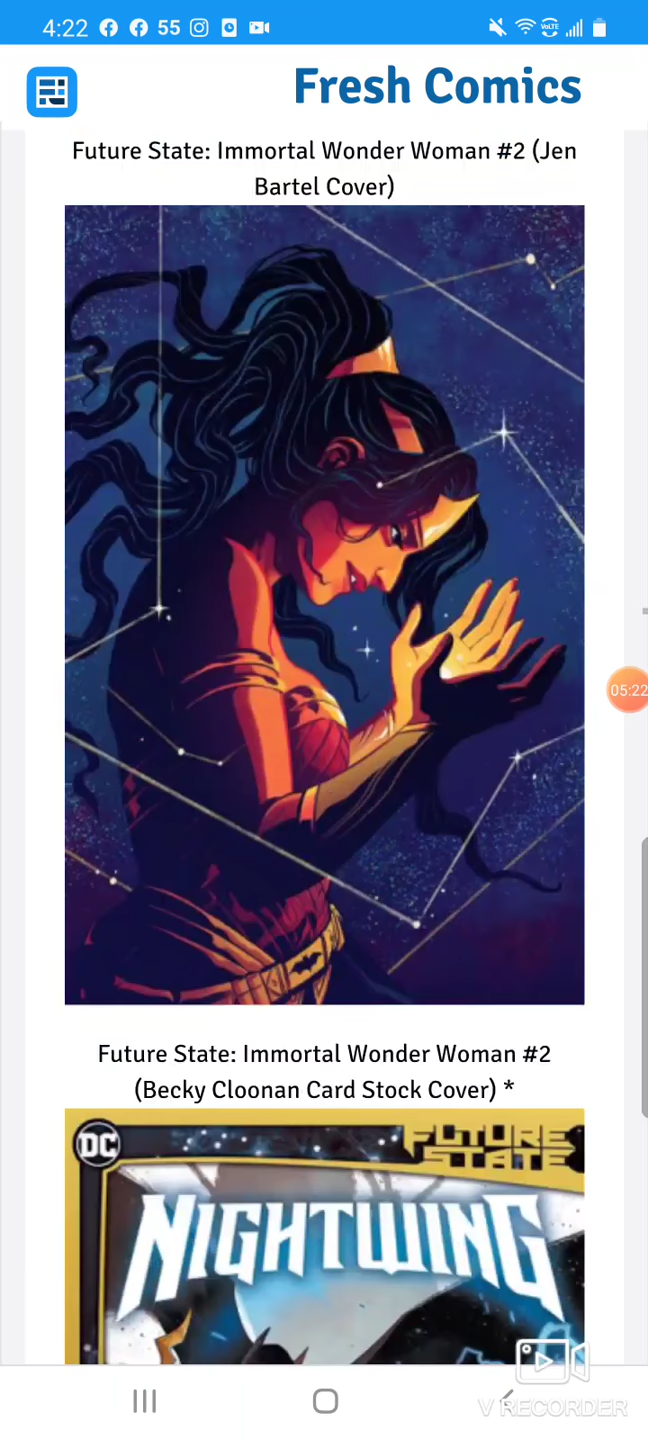 4:22
55
VoLTE
Fresh Comics
Future State: Immortal Wonder Woman #2 (Jen
Bartel Cover)
05:22
Future State: Immortal Wonder Woman #2
(Becky Cloonan Card Stock Cover) *
DC
FUTURE
STATE
NIGHTWING
V RECORDER